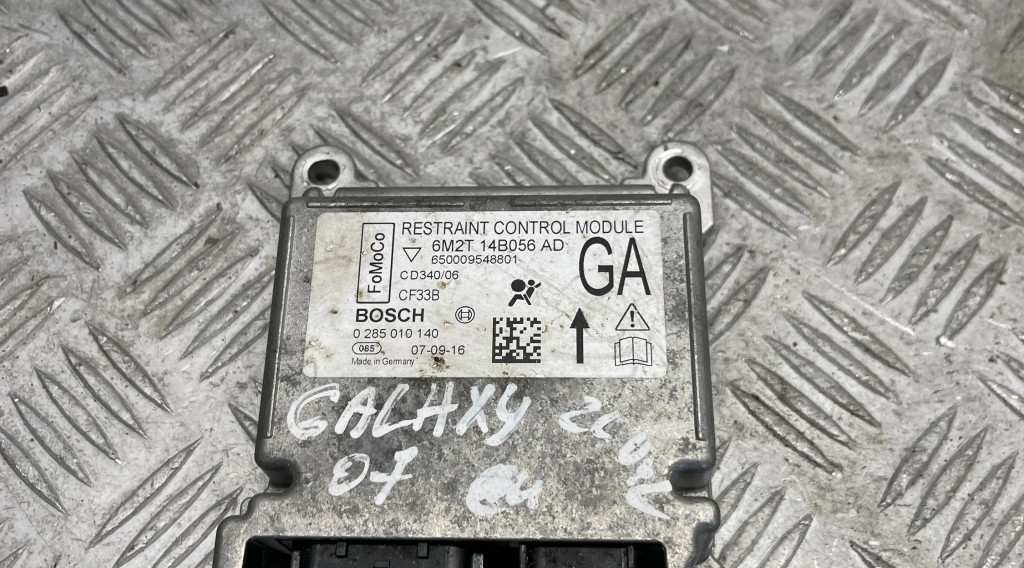 RESTRAINT CONTROL MODULE
FoMoCo
6M2T 14B056 AD
650009548801
GA
CD340/06
CF33B
BOSCH
0 285 010 140
085 07-09-16
Made in Germany
GALAXY
07